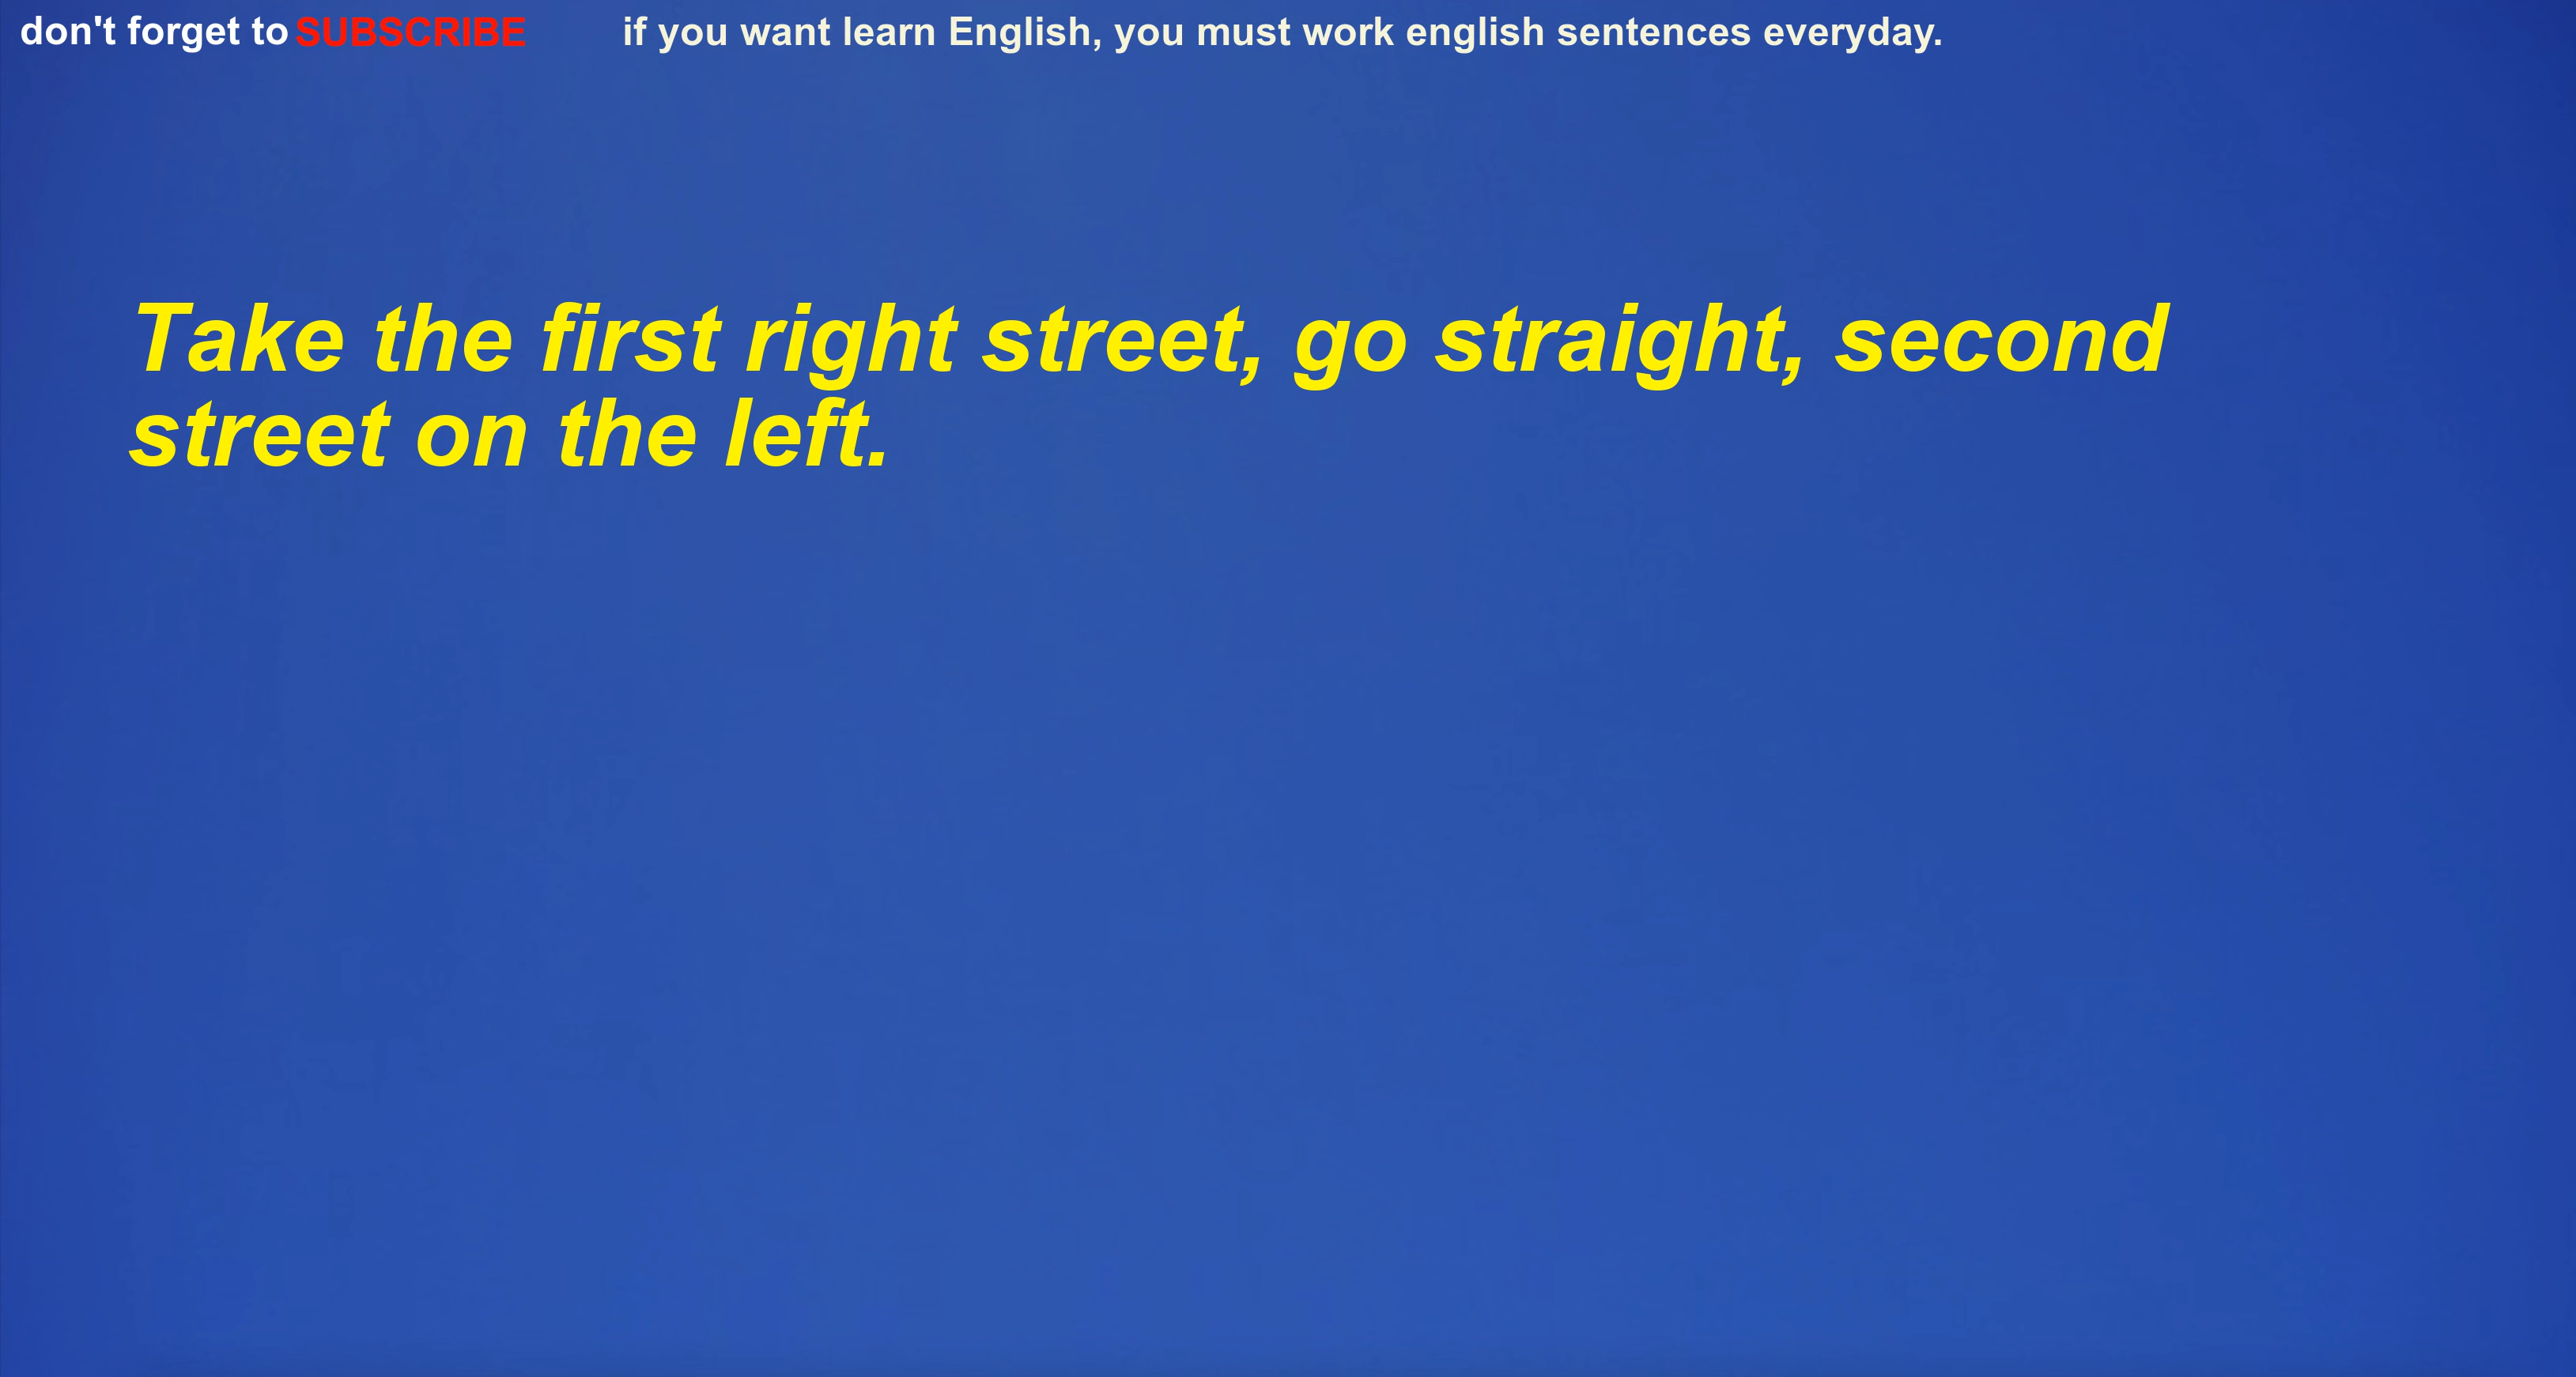 don't forget to SUBSCRIBE if you want learn English, you must work english sentences everyday.
Take the first right street, go straight, second
street on the left.